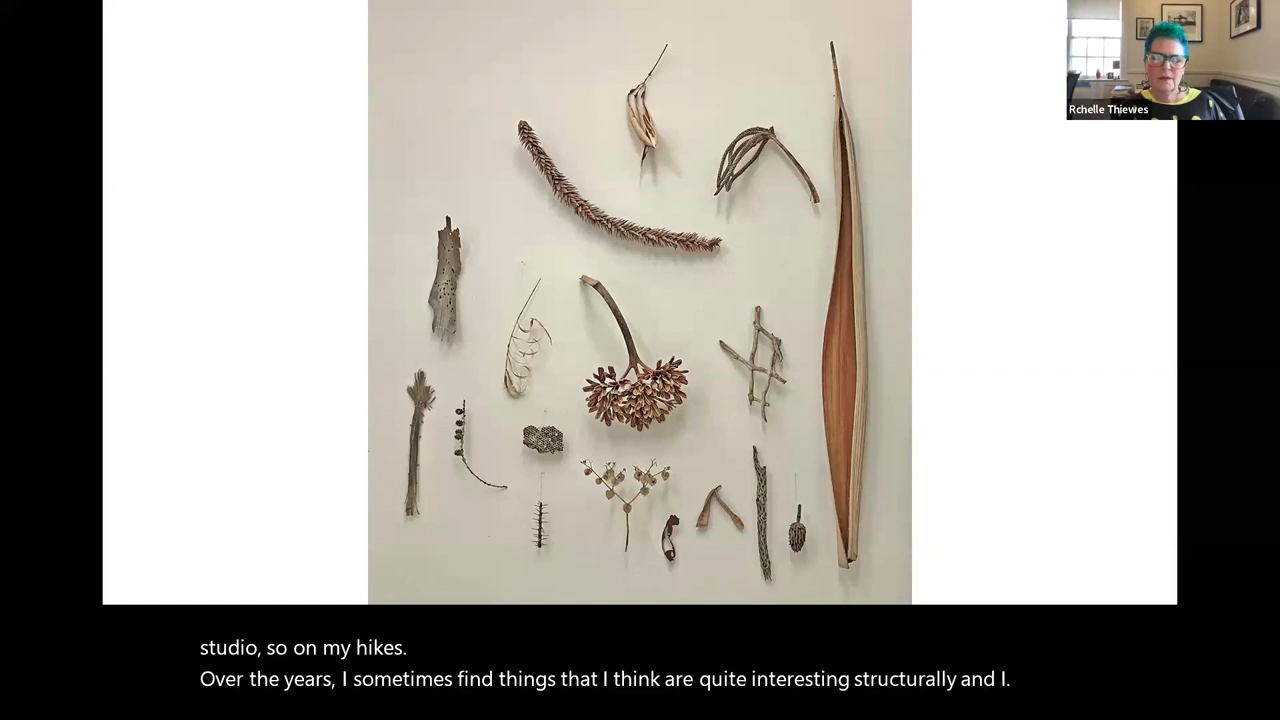 Rchelle Thiewes
studio, so on my hikes.
Over the years, I sometimes find things that I think are quite interesting structurally and I.